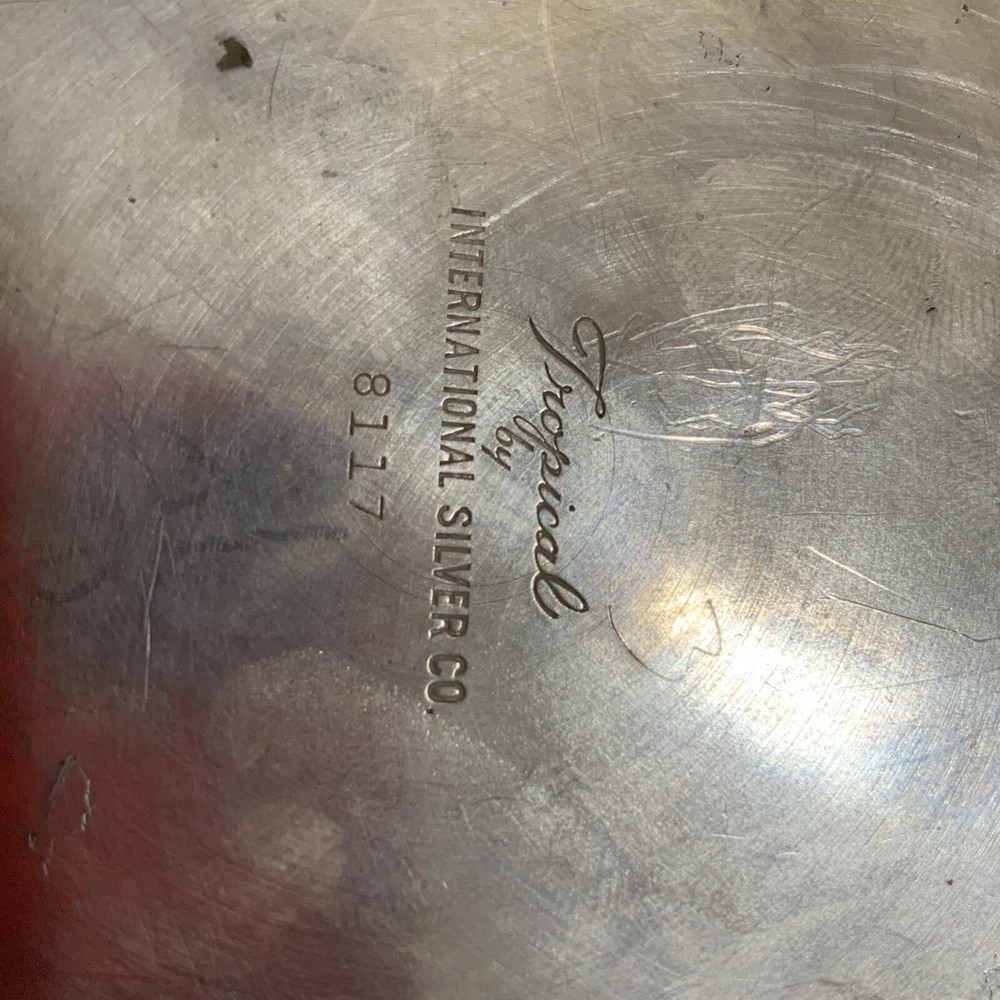 Tropical
by
INTERNATIONAL SILVER CO.
8117